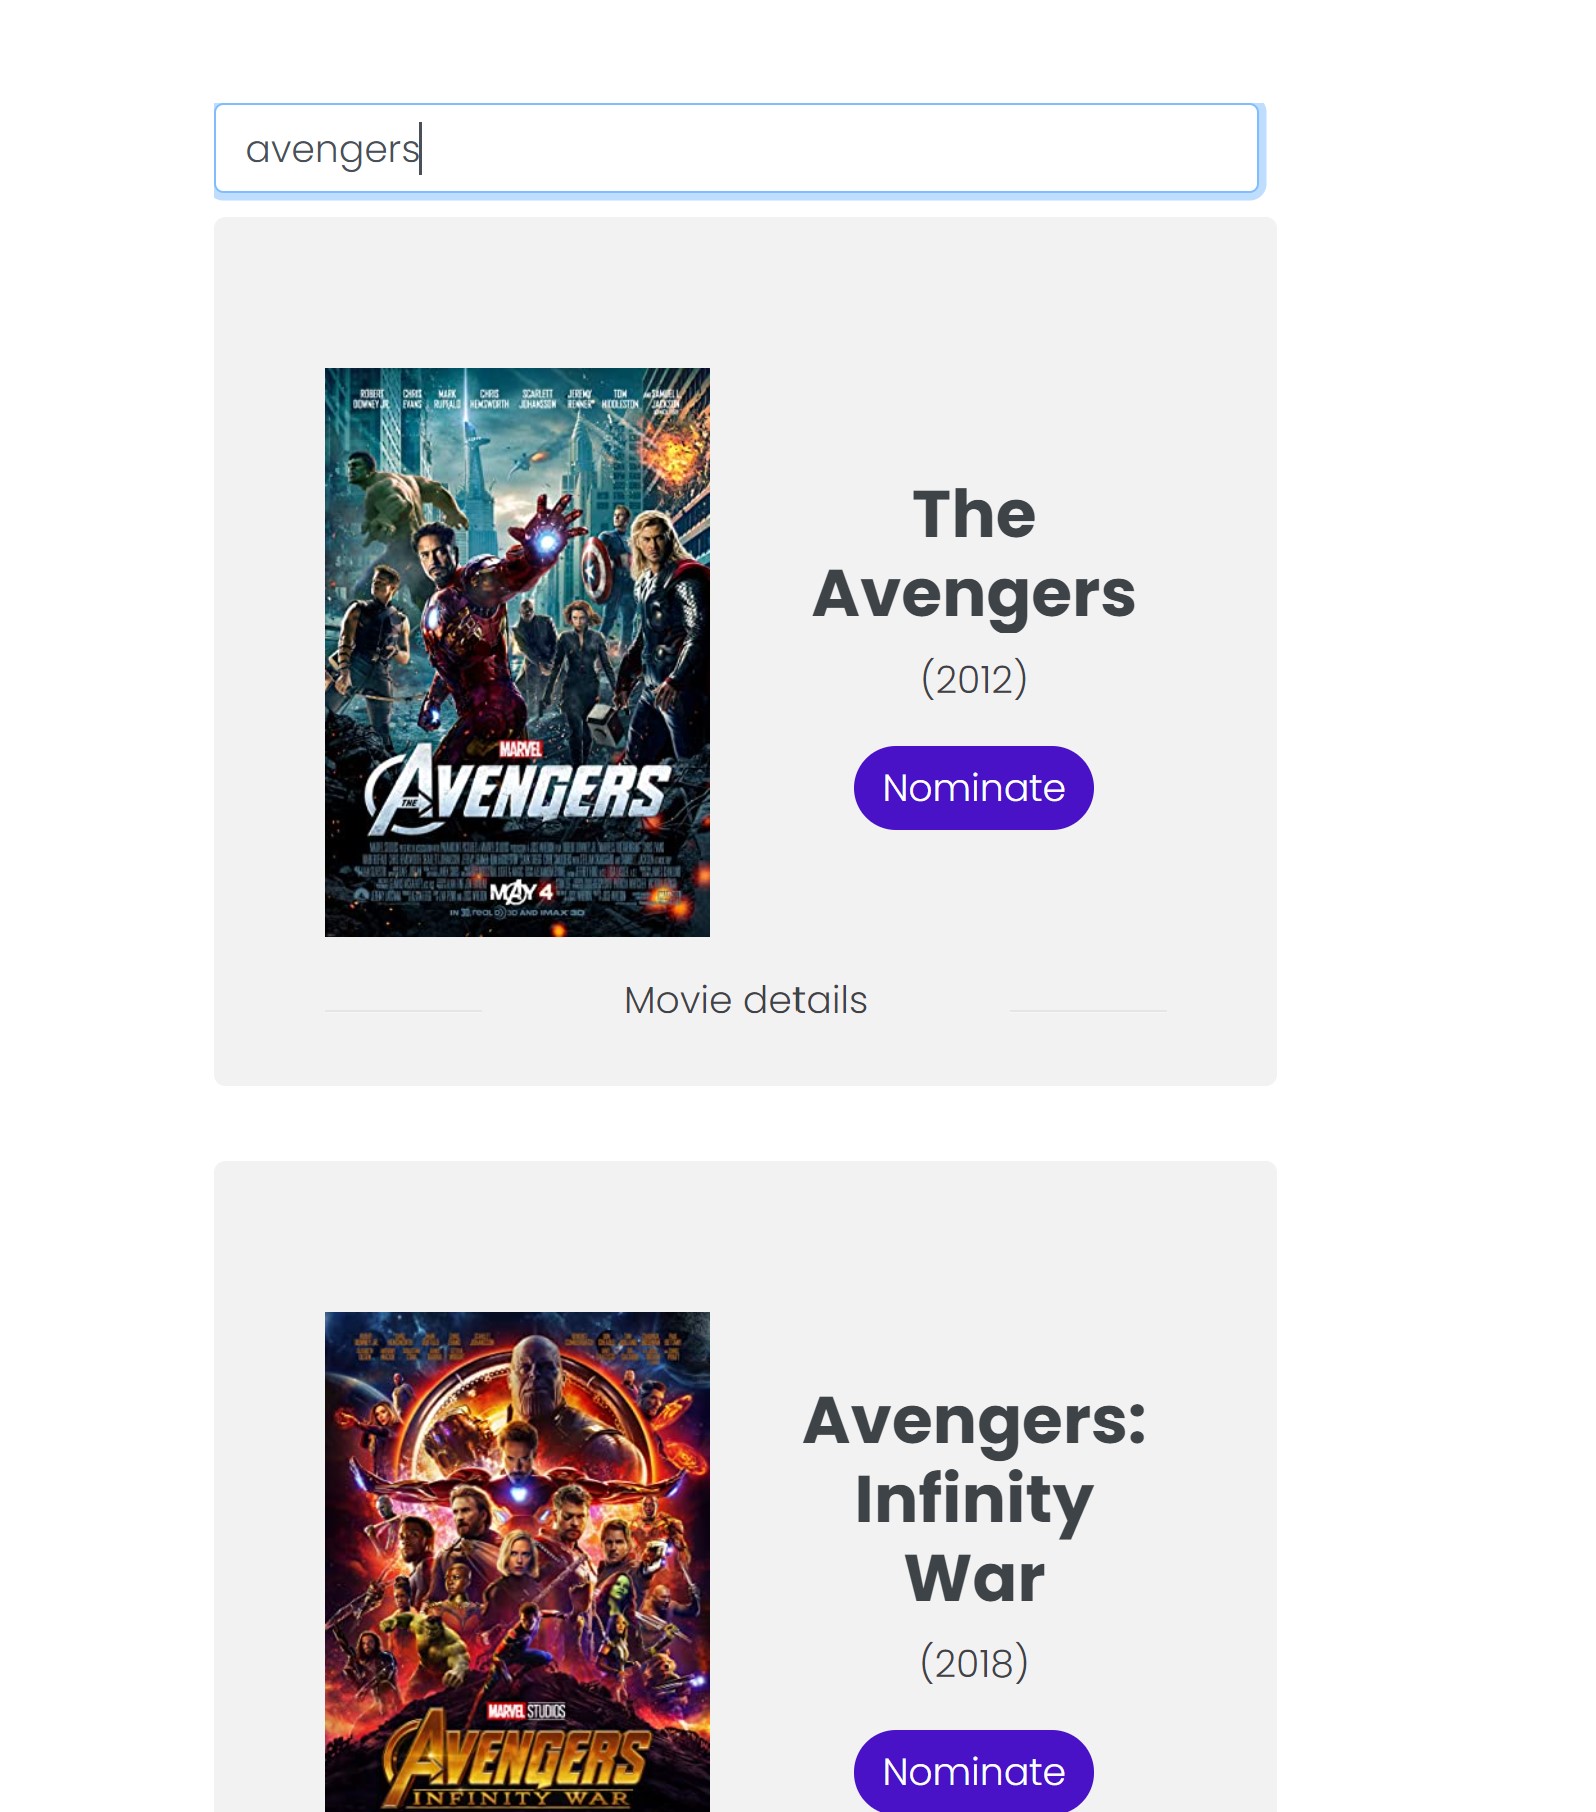 avengers
ROBERT DOWNEY JR. CHRIS EVANS MARK RUFFALO CHRIS HEMSWORTH SCARLETT JOHANSSON JEREMY RENNER TOM HIDDLESTON AND SAMUEL L. JACKSON
The
Avengers
(2012)
Nominate
MARVEL
THE AVENGERS
MAY 4
IN REAL D 3D AND IMAX 3D
Movie details
Avengers:
Infinity
War
(2018)
Nominate
MARVEL STUDIOS
AVENGERS
INFINITY WAR